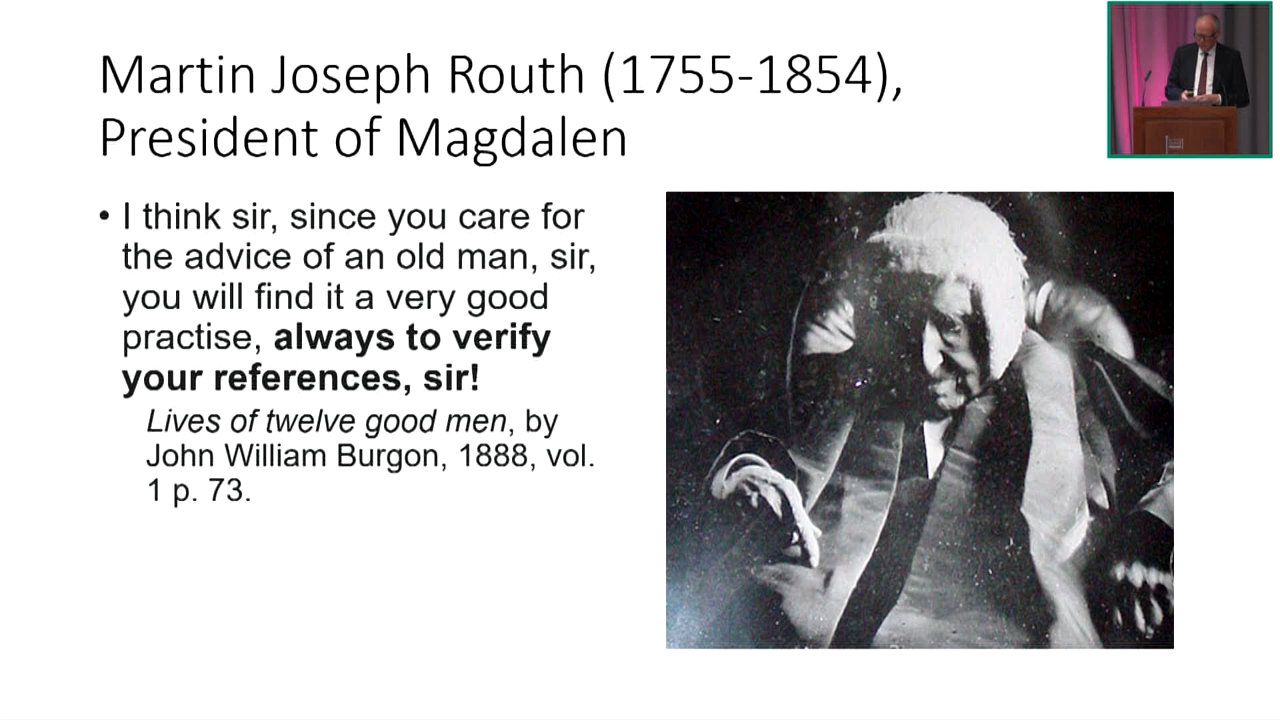 Martin Joseph Routh (1755-1854),
President of Magdalen
• I think sir, since you care for
the advice of an old man, sir,
you will find it a very good
practise, always to verify
your references, sir!
Lives of twelve good men, by
John William Burgon, 1888, vol.
1 p. 73.